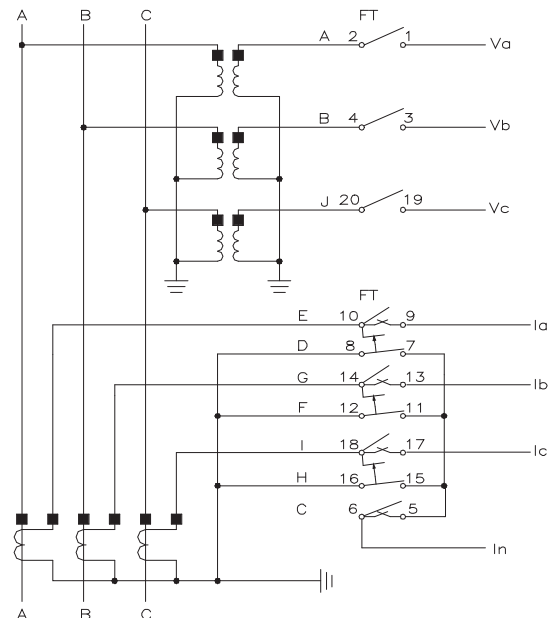 A B C FT
A 2 1 Va
B 4 3 Vb
J 20 19 Vc
FT
E 10 9 Ia
D 8 7
G 14 13 Ib
F 12 11
I 18 17 Ic
H 16 15
C 6 5
In
A B C